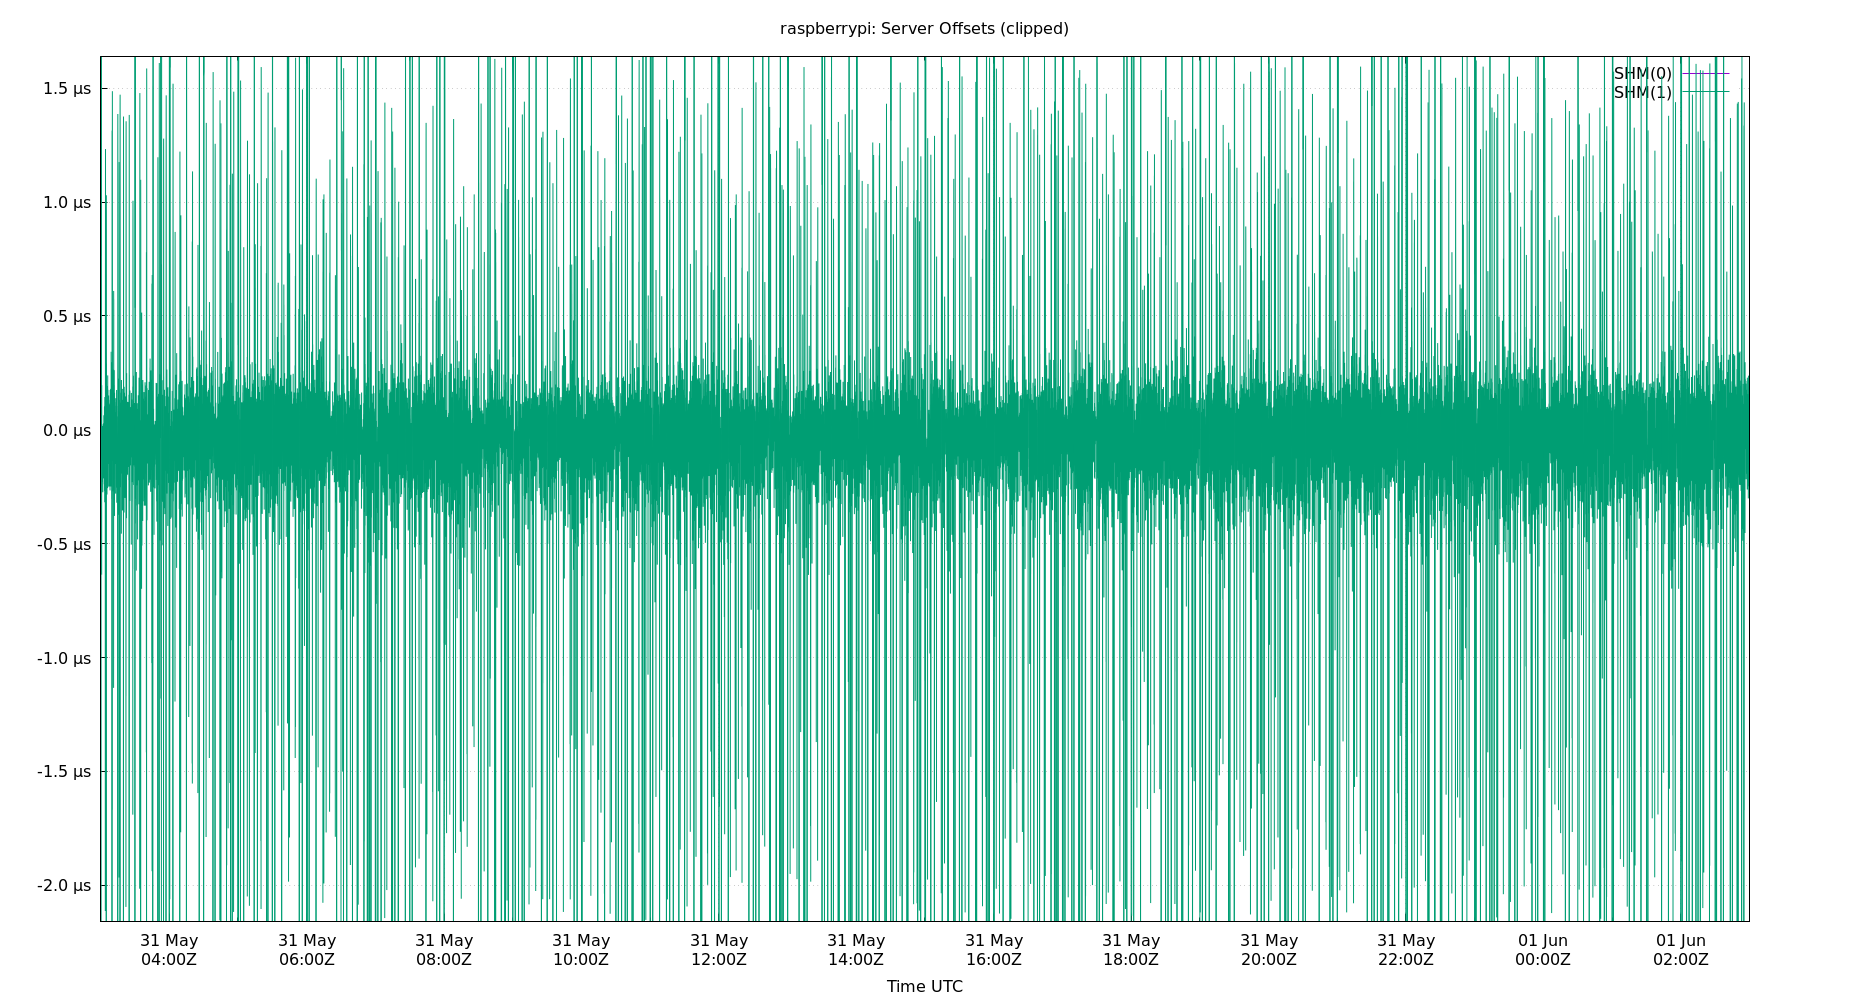 raspberrypi: Server Offsets (clipped)
SHM(0)
SHM(1)
1.5 µs
1.0 µs
0.5 µs
0.0 µs
-0.5 µs
-1.0 µs
-1.5 µs
-2.0 µs
31 May 31 May 31 May 31 May 31 May 31 May 31 May 31 May 31 May 31 May 01 Jun 01 Jun
04:00Z 06:00Z 08:00Z 10:00Z 12:00Z 14:00Z 16:00Z 18:00Z 20:00Z 22:00Z 00:00Z 02:00Z
Time UTC